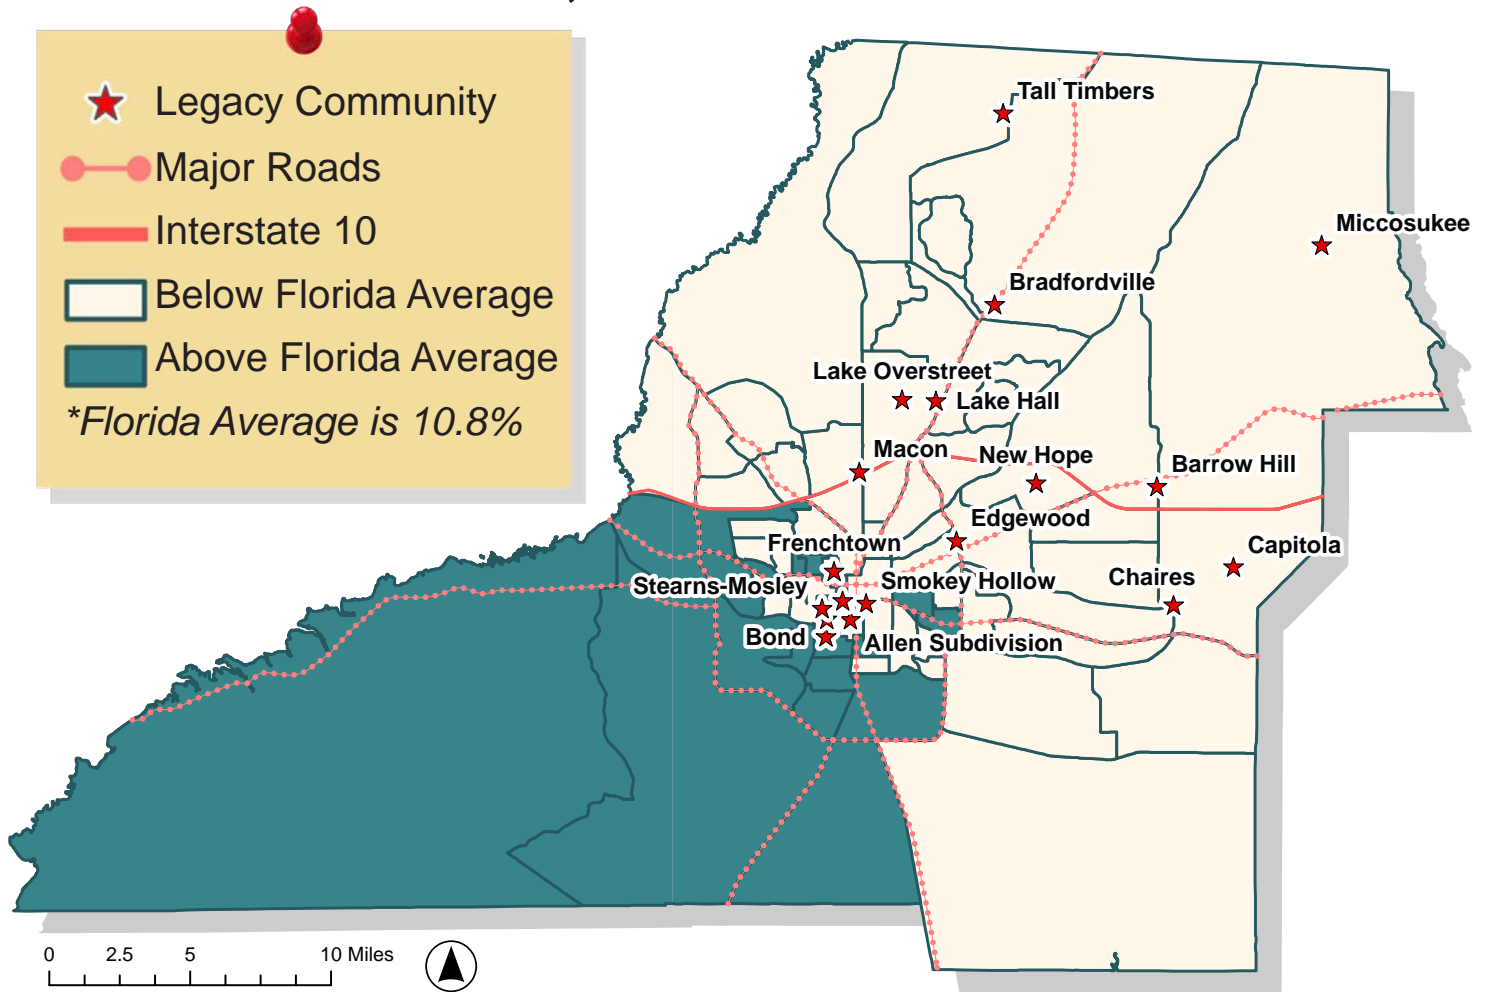 Legacy Community
Major Roads
Interstate 10
Below Florida Average
Above Florida Average
*Florida Average is 10.8%
Tall Timbers
Miccosukee
Bradfordville
Lake Overstreet
Lake Hall
Macon
New Hope
Barrow Hill
Edgewood
Frenchtown
Capitola
Stearns-Mosley
Smokey Hollow
Chaires
Bond
Allen Subdivision
0 2.5 5 10 Miles